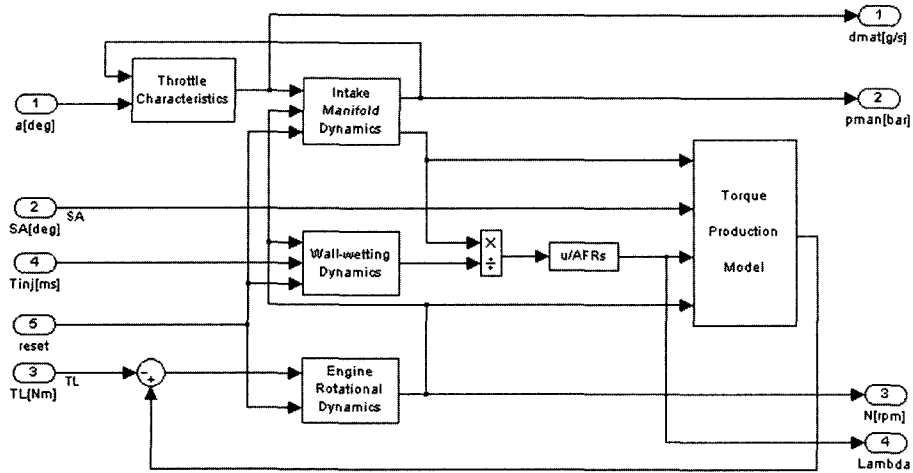 1
dmat[g/s]
Throttle
Characteristics
1
a[deg]
Intake
Manifold
Dynamics
2
pman[bar]
2
SA[deg]
SA
Torque
Production
Model
4
Tinj[ms]
Wall-wetting
Dynamics
×
÷
u/AFRs
5
reset
3
TL[Nm]
TL
-
+
Engine
Rotational
Dynamics
3
N[rpm]
4
Lambda